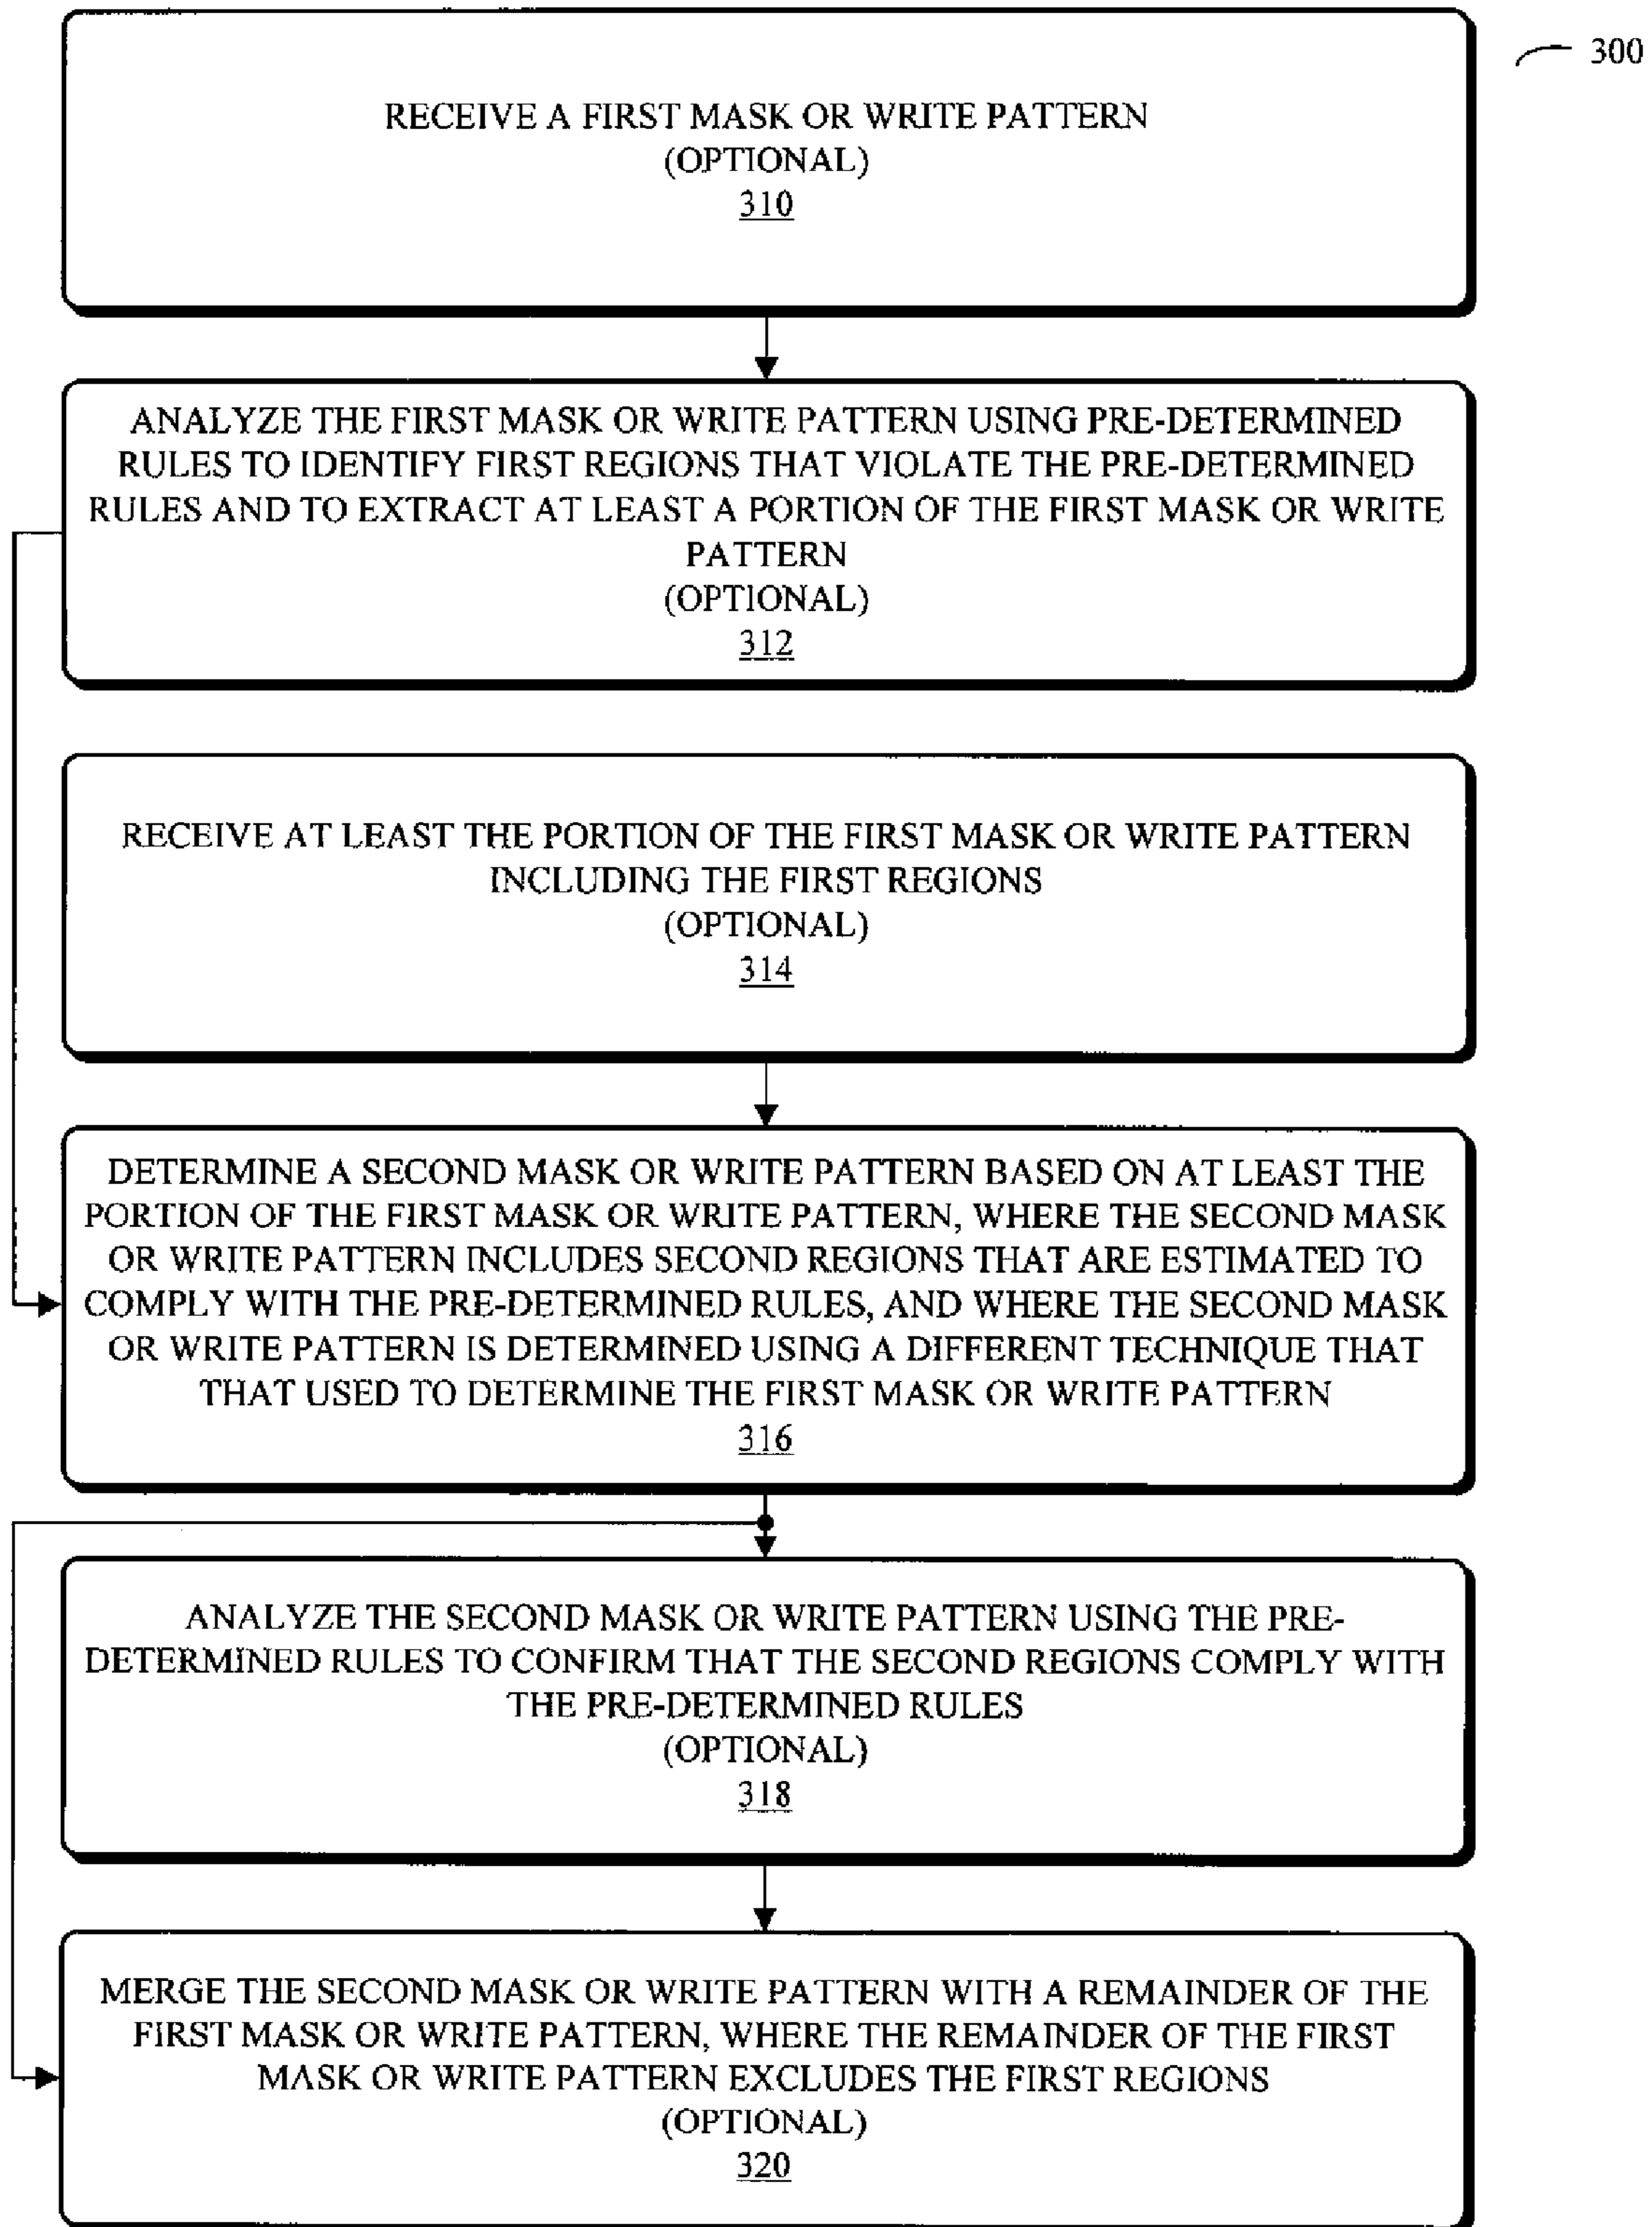 300
RECEIVE A FIRST MASK OR WRITE PATTERN
(OPTIONAL)
310
ANALYZE THE FIRST MASK OR WRITE PATTERN USING PRE-DETERMINED
RULES TO IDENTIFY FIRST REGIONS THAT VIOLATE THE PRE-DETERMINED
RULES AND TO EXTRACT AT LEAST A PORTION OF THE FIRST MASK OR WRITE
PATTERN
(OPTIONAL)
312
RECEIVE AT LEAST THE PORTION OF THE FIRST MASK OR WRITE PATTERN
INCLUDING THE FIRST REGIONS
(OPTIONAL)
314
DETERMINE A SECOND MASK OR WRITE PATTERN BASED ON AT LEAST THE
PORTION OF THE FIRST MASK OR WRITE PATTERN, WHERE THE SECOND MASK
OR WRITE PATTERN INCLUDES SECOND REGIONS THAT ARE ESTIMATED TO
COMPLY WITH THE PRE-DETERMINED RULES, AND WHERE THE SECOND MASK
OR WRITE PATTERN IS DETERMINED USING A DIFFERENT TECHNIQUE THAT
THAT USED TO DETERMINE THE FIRST MASK OR WRITE PATTERN
316
ANALYZE THE SECOND MASK OR WRITE PATTERN USING THE PRE-
DETERMINED RULES TO CONFIRM THAT THE SECOND REGIONS COMPLY WITH
THE PRE-DETERMINED RULES
(OPTIONAL)
318
MERGE THE SECOND MASK OR WRITE PATTERN WITH A REMAINDER OF THE
FIRST MASK OR WRITE PATTERN, WHERE THE REMAINDER OF THE FIRST
MASK OR WRITE PATTERN EXCLUDES THE FIRST REGIONS
(OPTIONAL)
320